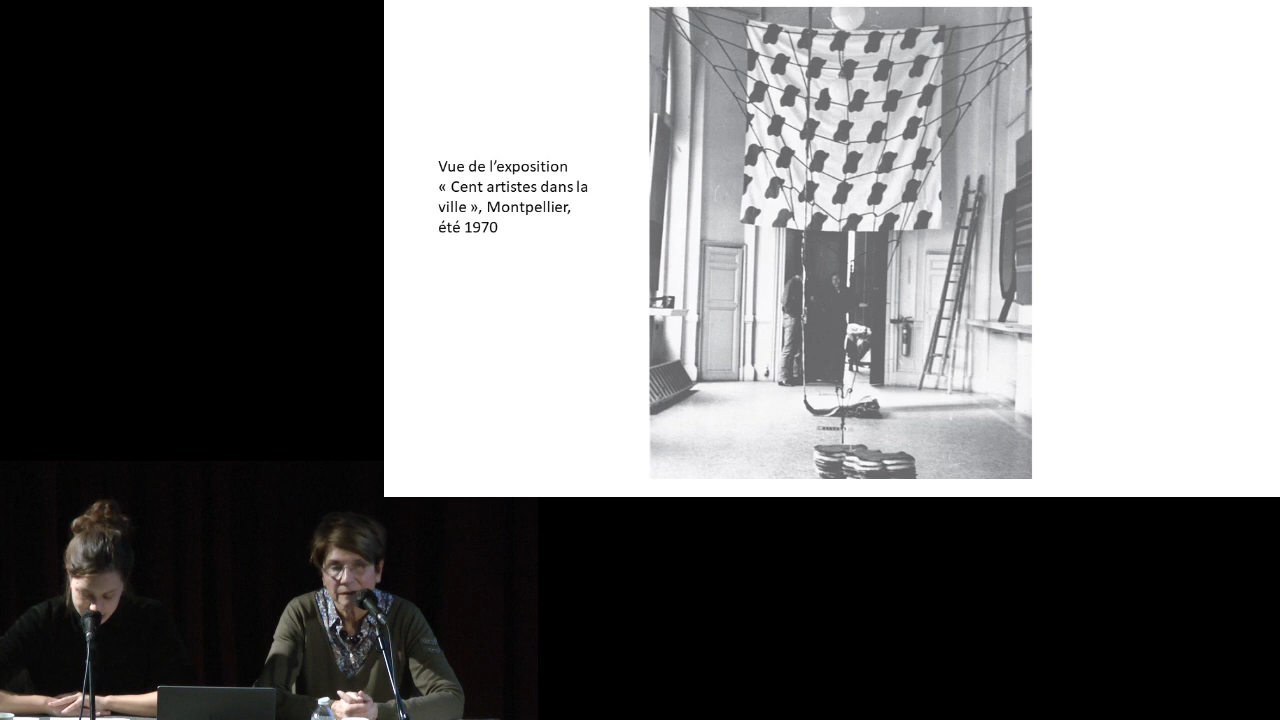 Vue de l’exposition
« Cent artistes dans la
ville », Montpellier,
été 1970